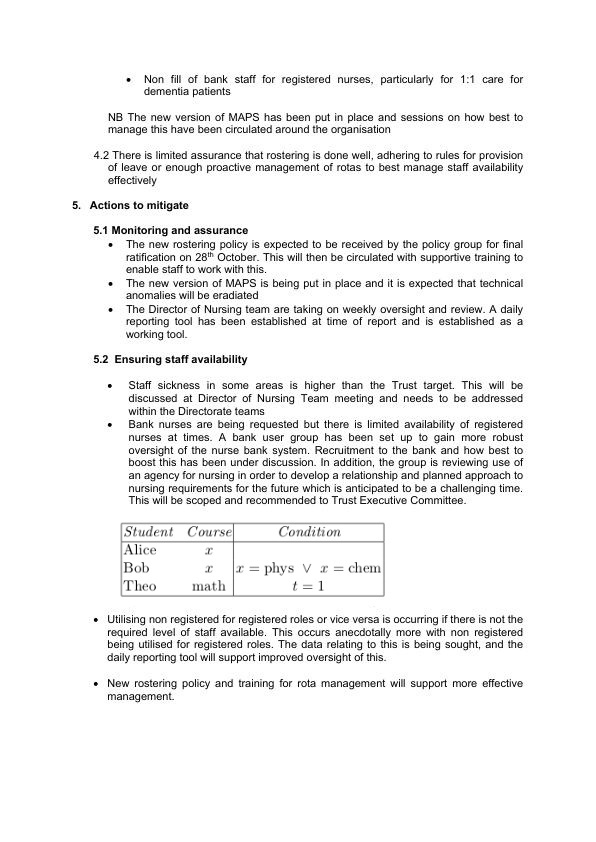 • Non fill of bank staff for registered nurses, particularly for 1:1 care for
dementia patients
NB The new version of MAPS has been put in place and sessions on how best to
manage this have been circulated around the organisation
4.2 There is limited assurance that rostering is done well, adhering to rules for provision
of leave or enough proactive management of rotas to best manage staff availability
effectively
5. Actions to mitigate
5.1 Monitoring and assurance
• The new rostering policy is expected to be received by the policy group for final
ratification on 28th October. This will then be circulated with supportive training to
enable staff to work with this.
• The new version of MAPS is being put in place and it is expected that technical
anomalies will be eradiated
• The Director of Nursing team are taking on weekly oversight and review. A daily
reporting tool has been established at time of report and is established as a
working tool.
5.2 Ensuring staff availability
• Staff sickness in some areas is higher than the Trust target. This will be
discussed at Director of Nursing Team meeting and needs to be addressed
within the Directorate teams
• Bank nurses are being requested but there is limited availability of registered
nurses at times. A bank user group has been set up to gain more robust
oversight of the nurse bank system. Recruitment to the bank and how best to
boost this has been under discussion. In addition, the group is reviewing use of
an agency for nursing in order to develop a relationship and planned approach to
nursing requirements for the future which is anticipated to be a challenging time.
This will be scoped and recommended to Trust Executive Committee.
Student Course Condition
Alice x
Bob x x = phys ∨ x = chem
Theo math t = 1
• Utilising non registered for registered roles or vice versa is occurring if there is not the
required level of staff available. This occurs anecdotally more with non registered
being utilised for registered roles. The data relating to this is being sought, and the
daily reporting tool will support improved oversight of this.
• New rostering policy and training for rota management will support more effective
management.